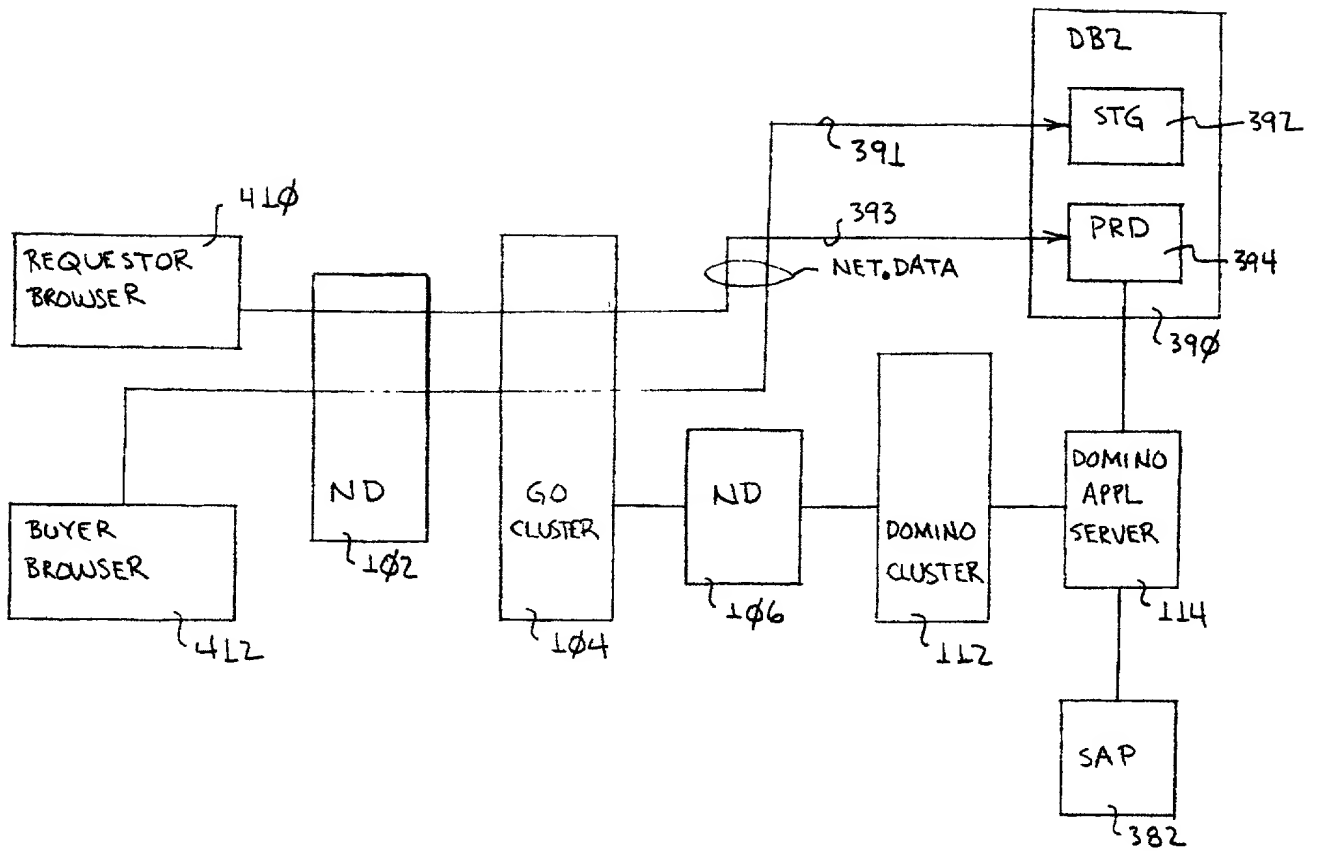 DB2
STG
392
391
410
393
PRD
REQUESTOR
BROWSER
NET.DATA
394
390
ND
GO
CLUSTER
ND
DOMINO
APPL
SERVER
DOMINO
CLUSTER
BUYER
BROWSER
102
106
114
412
104
112
SAP
382